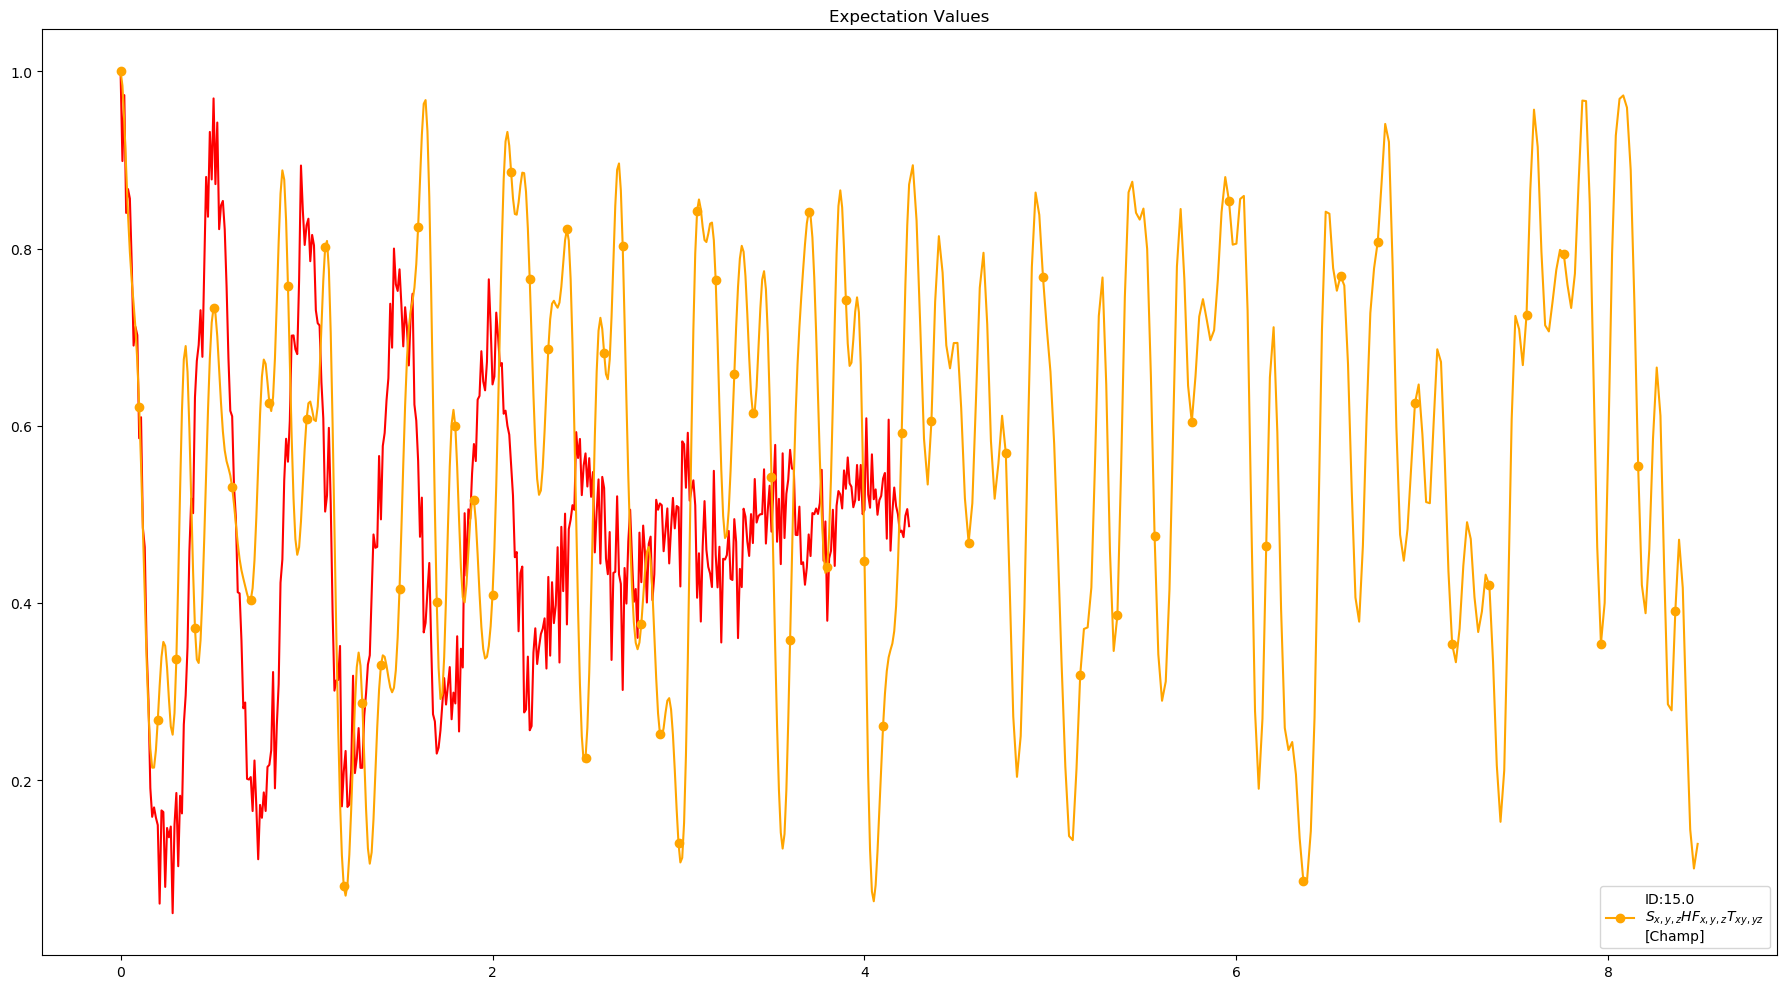 Expectation Values
1.0
0.8
0.6
0.4
0.2
0
2
4
6
8
ID:15.0
S_{x,y,z}HF_{x,y,z}T_{xy,yz}
[Champ]